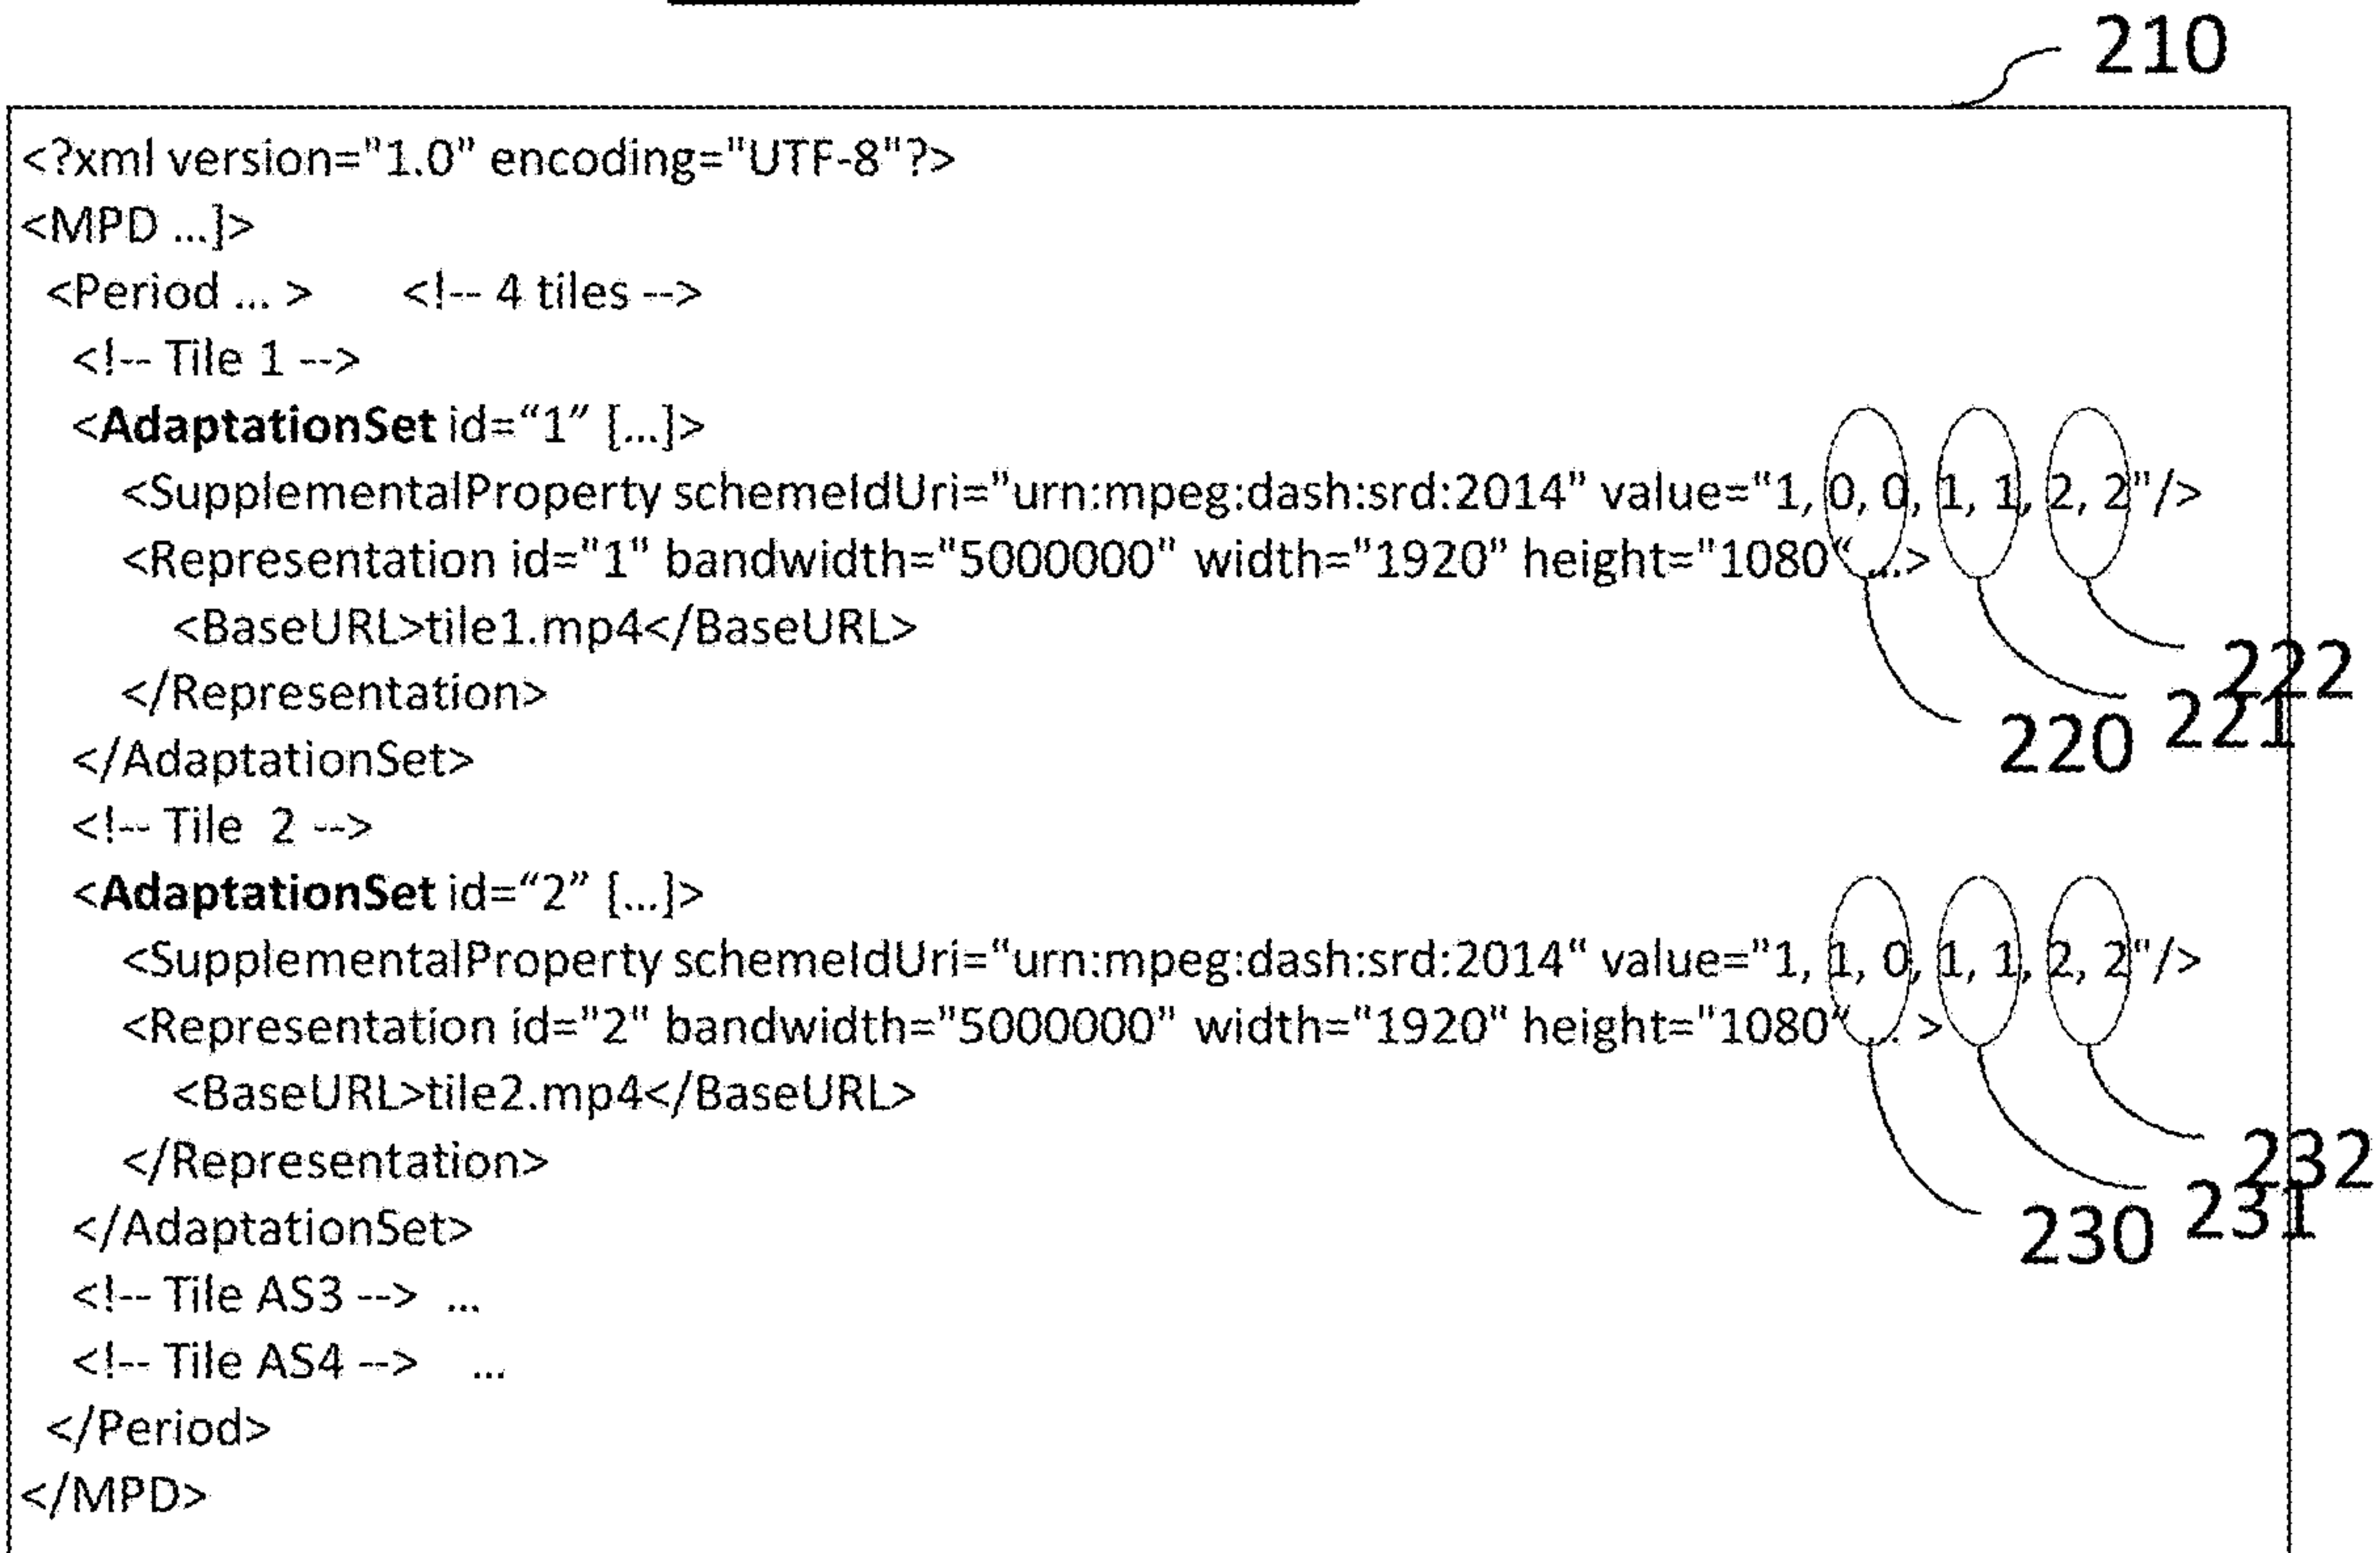 210
<?xml version="1.0" encoding="UTF-8"?>
<MPD ...]>
<Period ... > <!-- 4 tiles -->
<!-- Tile 1 -->
<AdaptationSet id=“1” [...]>
<SupplementalProperty schemeIdUri="urn:mpeg:dash:srd:2014" value="1, 0, 0, 1, 1, 2, 2"/>
<Representation id="1" bandwidth="5000000" width="1920" height="1080“ ...>
<BaseURL>tile1.mp4</BaseURL>
222
</Representation>
221
220
</AdaptationSet>
<!-- Tile 2 -->
<AdaptationSet id=“2” [...]>
<SupplementalProperty schemeIdUri=“urn:mpeg:dash:srd:2014“ value="1, 1, 0, 1, 1, 2, 2"/>
<Representation id="2" bandwidth="5000000" width="1920" height="1080“ ... >
<BaseURL>tile2.mp4</BaseURL>
232
</Representation>
231
230
</AdaptationSet>
<!-- Tile AS3 --> ...
<!-- Tile AS4 --> ...
</Period>
</MPD>